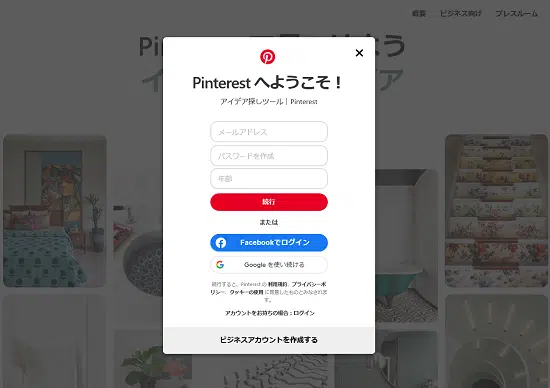 概要 ビジネス向け プレスルーム
Pinterest へようこそ！
アイデア探しツール｜Pinterest
メールアドレス
パスワードを作成
年齢
続行
または
Facebookでログイン
Google を使い続ける
続行すると、Pinterest の 利用規約、プライバシーポ
リシー、クッキーの使用 に同意したものとみなされま
す。
アカウントをお持ちの場合：ログイン
ビジネスアカウントを作成する